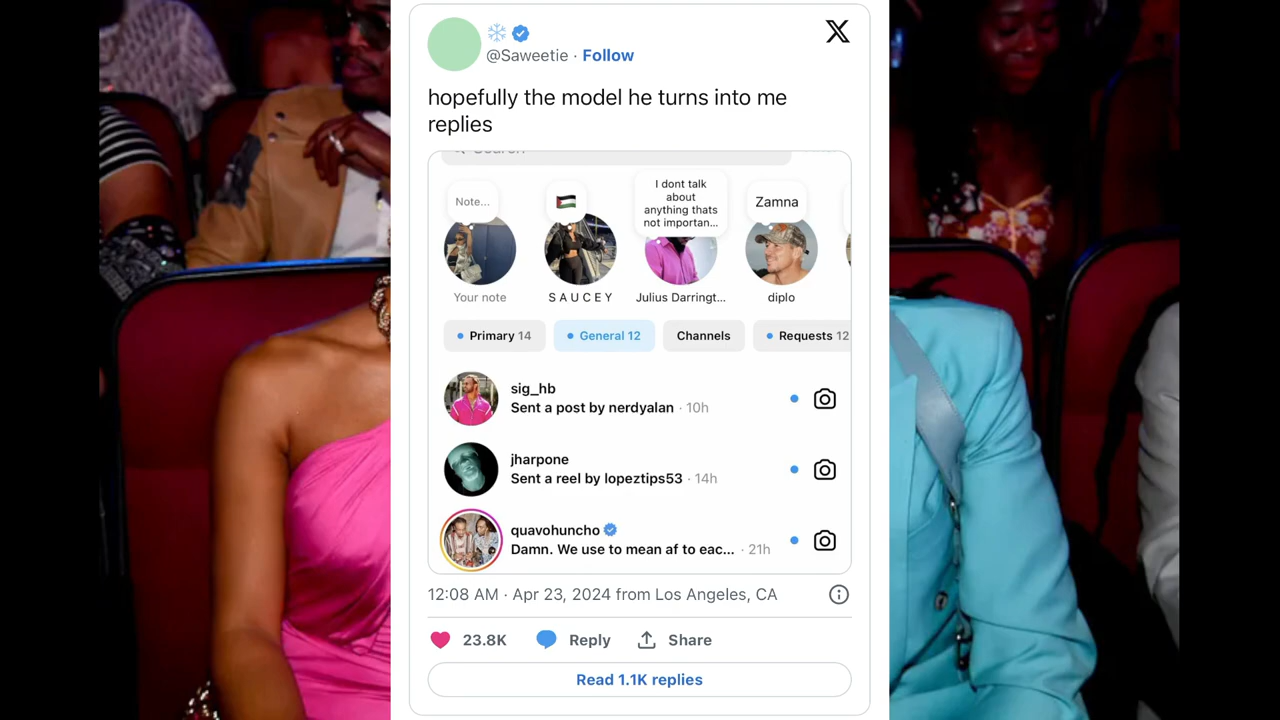 @Saweetie · Follow
hopefully the model he turns into me
replies
Note...
I dont talk
about
anything thats
not importan...
Zamna
Your note
S A U C E Y
Julius Darringt...
diplo
Primary 14
General 12
Channels
Requests 12
sig_hb
Sent a post by nerdyalan · 10h
jharpone
Sent a reel by lopeztips53 · 14h
quavohuncho
Damn. We use to mean af to eac... · 21h
12:08 AM · Apr 23, 2024 from Los Angeles, CA
23.8K
Reply
Share
Read 1.1K replies